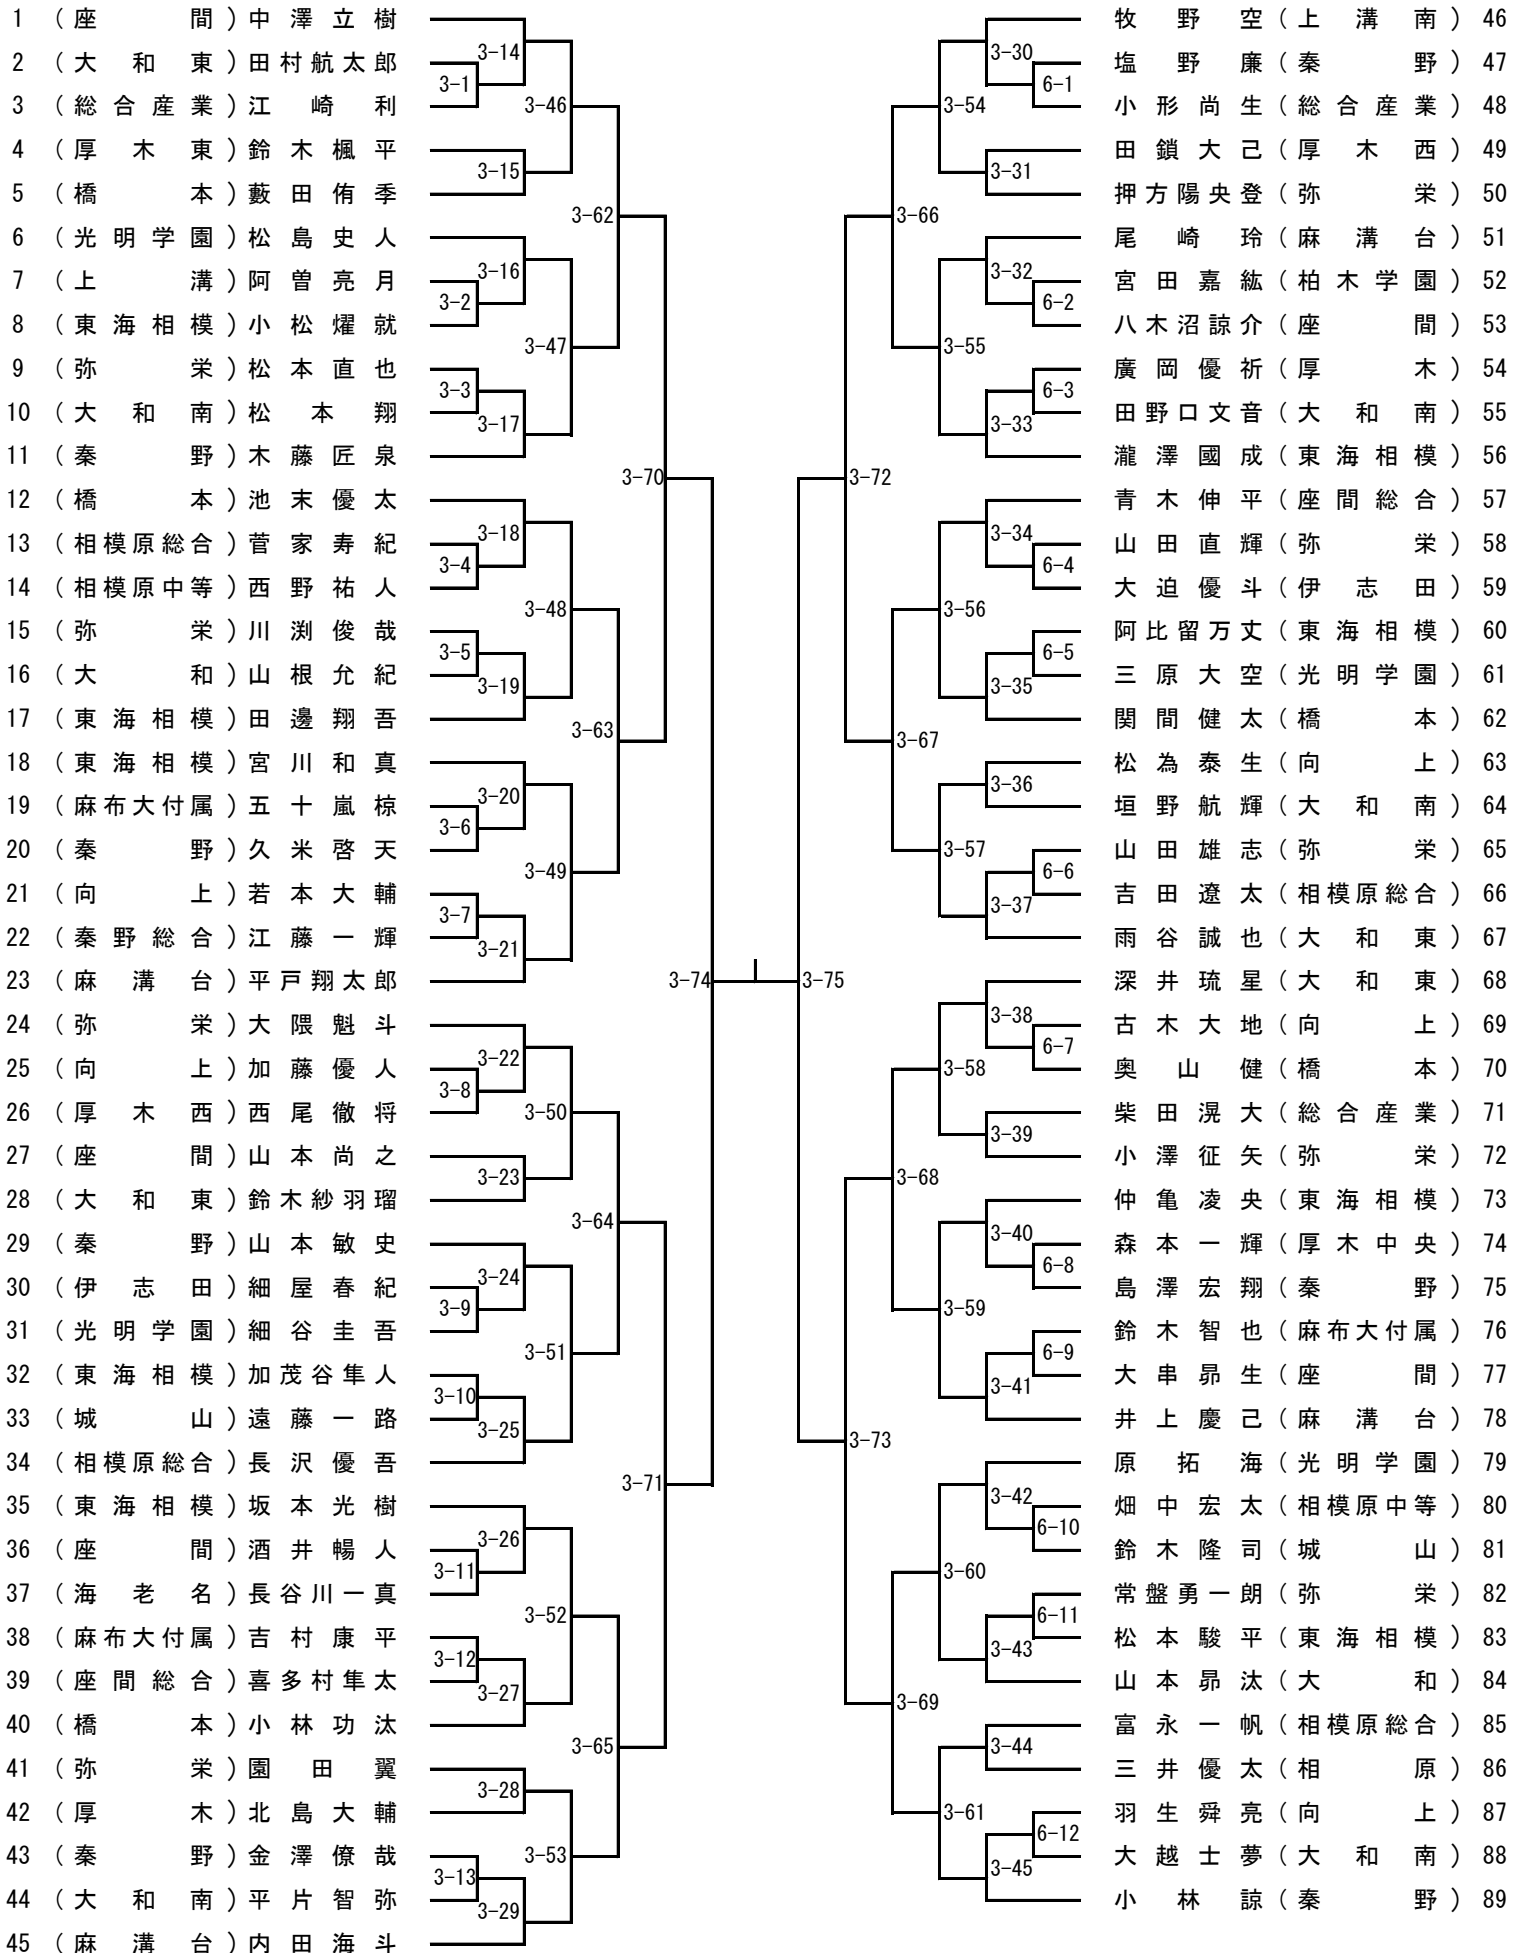 1 （座間）中澤立樹
2 （大和東）田村航太郎
3 （総合産業）江崎利
4 （厚木東）鈴木楓平
5 （橋本）藪田侑季
6 （光明学園）松島史人
7 （上溝）阿曽亮月
8 （東海相模）小松燿就
9 （弥栄）松本直也
10 （大和南）松本翔
11 （秦野）木藤匠泉
12 （橋本）池末優太
13 （相模原総合）菅家寿紀
14 （相模原中等）西野祐人
15 （弥栄）川渕俊哉
16 （大和）山根允紀
17 （東海相模）田邊翔吾
18 （東海相模）宮川和真
19 （麻布大付属）五十嵐椋
20 （秦野）久米啓天
21 （向上）若本大輔
22 （秦野総合）江藤一輝
23 （麻溝台）平戸翔太郎
24 （弥栄）大隈魁斗
25 （向上）加藤優人
26 （厚木西）西尾徹将
27 （座間）山本尚之
28 （大和東）鈴木紗羽瑠
29 （秦野）山本敏史
30 （伊志田）細屋春紀
31 （光明学園）細谷圭吾
32 （東海相模）加茂谷隼人
33 （城山）遠藤一路
34 （相模原総合）長沢優吾
35 （東海相模）坂本光樹
36 （座間）酒井暢人
37 （海老名）長谷川一真
38 （麻布大付属）吉村康平
39 （座間総合）喜多村隼太
40 （橋本）小林功汰
41 （弥栄）園田翼
42 （厚木）北島大輔
43 （秦野）金澤僚哉
44 （大和南）平片智弥
45 （麻溝台）内田海斗
3-1
3-2
3-3
3-4
3-5
3-6
3-7
3-8
3-9
3-10
3-11
3-12
3-13
3-14
3-15
3-16
3-17
3-18
3-19
3-20
3-21
3-22
3-23
3-24
3-25
3-26
3-27
3-28
3-29
3-46
3-47
3-48
3-49
3-50
3-51
3-52
3-53
3-62
3-63
3-64
3-65
3-70
3-71
3-74
3-75
3-72
3-73
3-66
3-67
3-68
3-69
3-54
3-55
3-56
3-57
3-58
3-59
3-60
3-61
3-30
3-31
3-32
3-33
3-34
3-35
3-36
3-37
3-38
3-39
3-40
3-41
3-42
3-43
3-44
3-45
6-1
6-2
6-3
6-4
6-5
6-6
6-7
6-8
6-9
6-10
6-11
6-12
牧野空（上溝南）46
塩野廉（秦野）47
小形尚生（総合産業）48
田鎖大己（厚木西）49
押方陽央登（弥栄）50
尾崎玲（麻溝台）51
宮田嘉紘（柏木学園）52
八木沼諒介（座間）53
廣岡優祈（厚木）54
田野口文音（大和南）55
瀧澤國成（東海相模）56
青木伸平（座間総合）57
山田直輝（弥栄）58
大迫優斗（伊志田）59
阿比留万丈（東海相模）60
三原大空（光明学園）61
関間健太（橋本）62
松為泰生（向上）63
垣野航輝（大和南）64
山田雄志（弥栄）65
吉田遼太（相模原総合）66
雨谷誠也（大和東）67
深井琉星（大和東）68
古木大地（向上）69
奥山健（橋本）70
柴田滉大（総合産業）71
小澤征矢（弥栄）72
仲亀凌央（東海相模）73
森本一輝（厚木中央）74
島澤宏翔（秦野）75
鈴木智也（麻布大付属）76
大串昴生（座間）77
井上慶己（麻溝台）78
原拓海（光明学園）79
畑中宏太（相模原中等）80
鈴木隆司（城山）81
常盤勇一朗（弥栄）82
松本駿平（東海相模）83
山本昴汰（大和）84
富永一帆（相模原総合）85
三井優太（相原）86
羽生舜亮（向上）87
大越士夢（大和南）88
小林諒（秦野）89